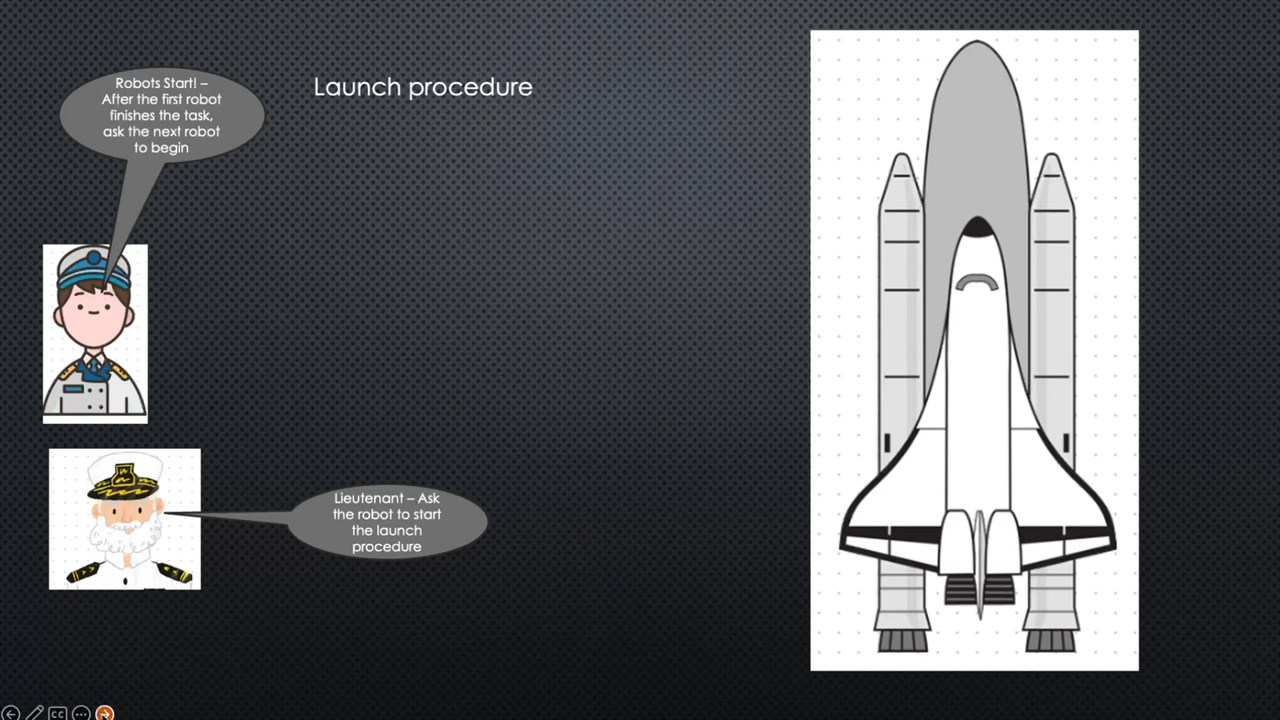 Robots Start! –
After the first robot
finishes the task,
ask the next robot
to begin
Launch procedure
Lieutenant – Ask
the robot to start
the launch
procedure
CC